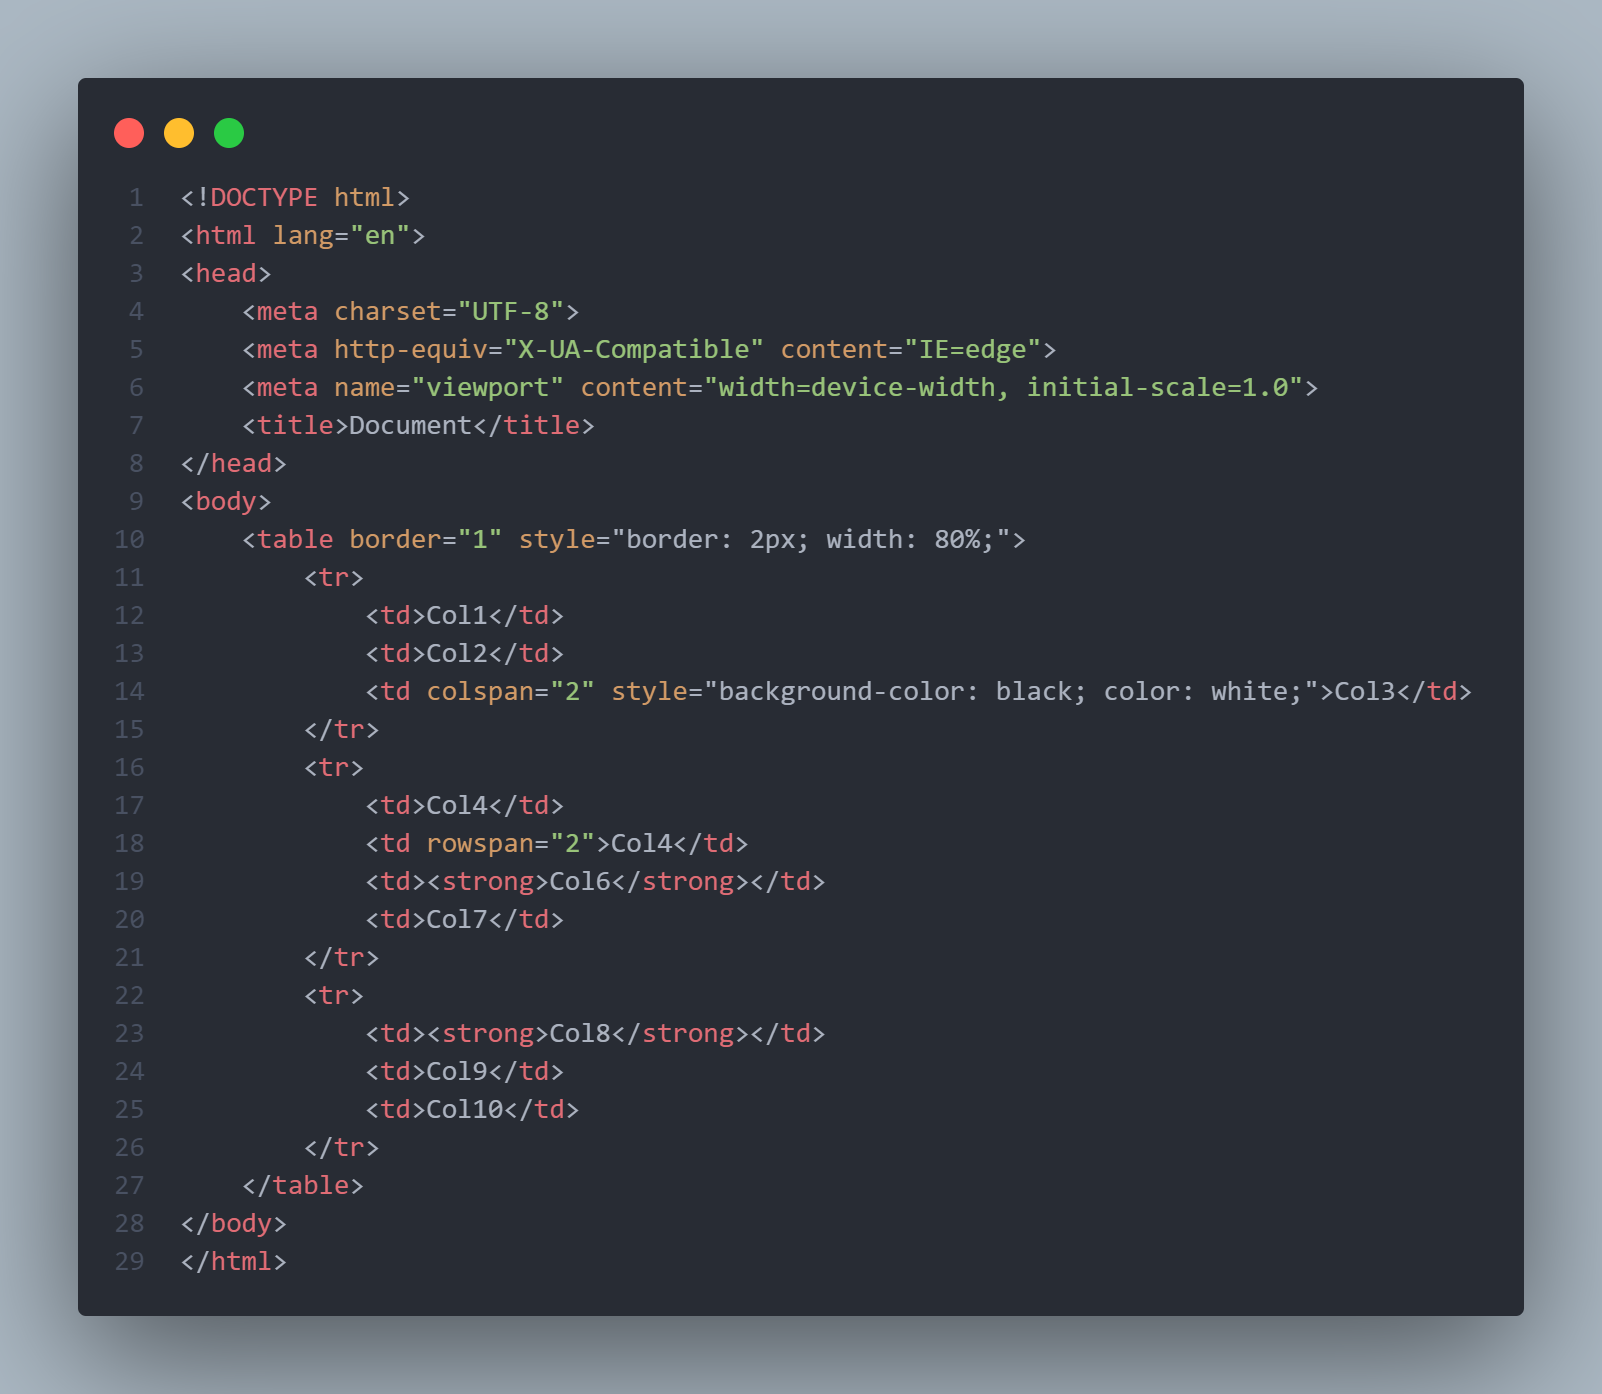 1 <!DOCTYPE html>
2 <html lang="en">
3 <head>
4     <meta charset="UTF-8">
5     <meta http-equiv="X-UA-Compatible" content="IE=edge">
6     <meta name="viewport" content="width=device-width, initial-scale=1.0">
7     <title>Document</title>
8 </head>
9 <body>
10     <table border="1" style="border: 2px; width: 80%;">
11         <tr>
12             <td>Col1</td>
13             <td>Col2</td>
14             <td colspan="2" style="background-color: black; color: white;">Col3</td>
15         </tr>
16         <tr>
17             <td>Col4</td>
18             <td rowspan="2">Col4</td>
19             <td><strong>Col6</strong></td>
20             <td>Col7</td>
21         </tr>
22         <tr>
23             <td><strong>Col8</strong></td>
24             <td>Col9</td>
25             <td>Col10</td>
26         </tr>
27     </table>
28 </body>
29 </html>